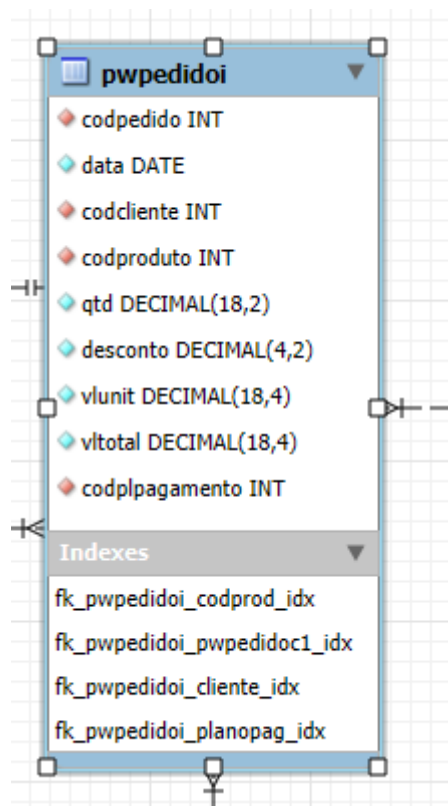 pwpedidoi
codpedido INT
data DATE
codcliente INT
codproduto INT
qtd DECIMAL(18,2)
desconto DECIMAL(4,2)
vlunit DECIMAL(18,4)
vltotal DECIMAL(18,4)
codplpagamento INT
Indexes
fk_pwpedidoi_codprod_idx
fk_pwpedidoi_pwpedidoc1_idx
fk_pwpedidoi_cliente_idx
fk_pwpedidoi_planopag_idx